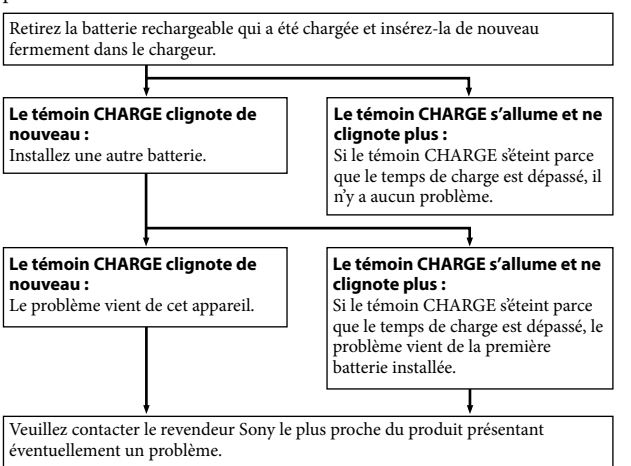 Retirez la batterie rechargeable qui a été chargée et insérez-la de nouveau
fermement dans le chargeur.
Le témoin CHARGE clignote de
nouveau :
Installez une autre batterie.
Le témoin CHARGE s'allume et ne
clignote plus :
Si le témoin CHARGE s'éteint parce
que le temps de charge est dépassé, il
n'y a aucun problème.
Le témoin CHARGE clignote de
nouveau :
Le problème vient de cet appareil.
Le témoin CHARGE s'allume et ne
clignote plus :
Si le témoin CHARGE s'éteint parce
que le temps de charge est dépassé, le
problème vient de la première
batterie installée.
Veuillez contacter le revendeur Sony le plus proche du produit présentant
éventuellement un problème.